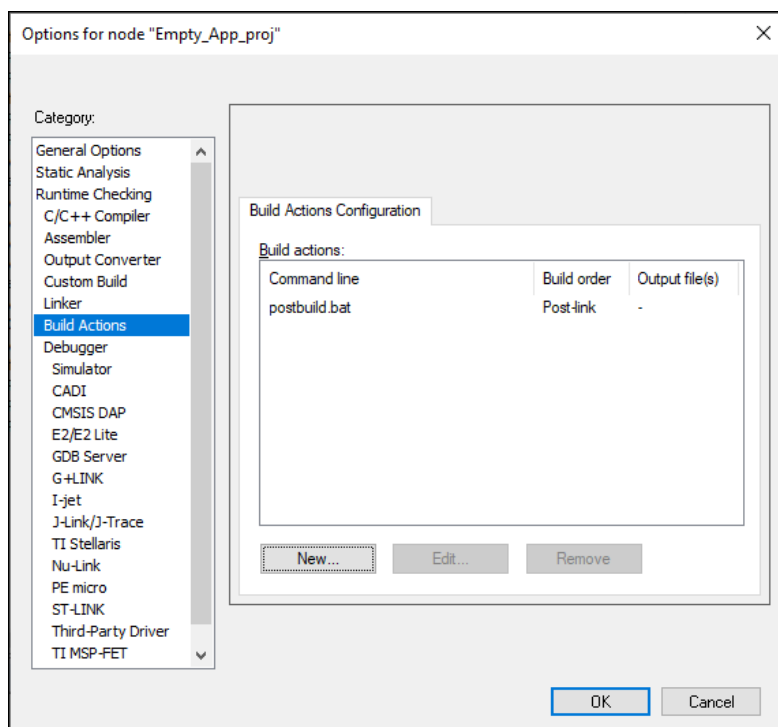 Options for node "Empty_App_proj"
Category:
General Options
Static Analysis
Runtime Checking
C/C++ Compiler
Assembler
Output Converter
Custom Build
Linker
Build Actions
Debugger
Simulator
CADI
CMSIS DAP
E2/E2 Lite
GDB Server
G+LINK
I-jet
J-Link/J-Trace
TI Stellaris
Nu-Link
PE micro
ST-LINK
Third-Party Driver
TI MSP-FET
Build Actions Configuration
Build actions:
Command line Build order Output file(s)
postbuild.bat Post-link -
New... Edit... Remove
OK Cancel